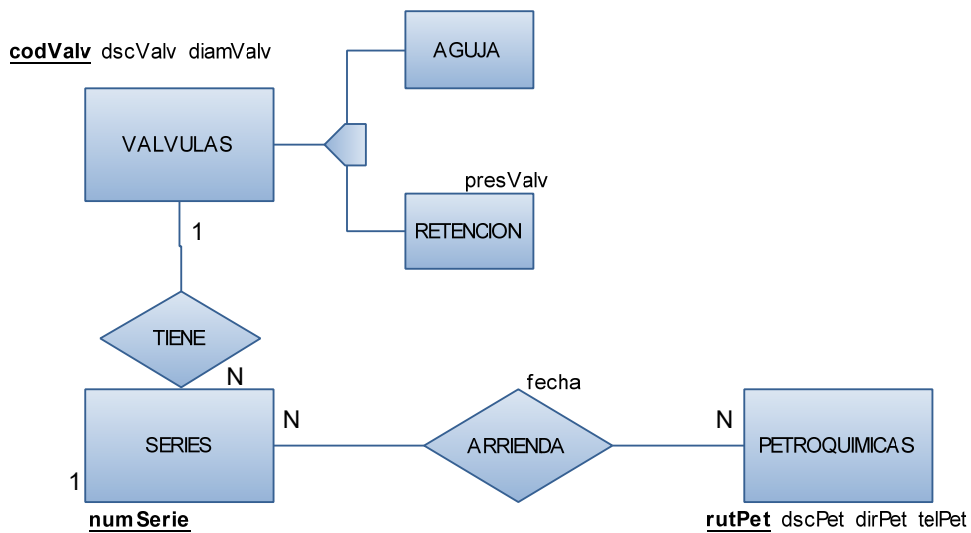 AGUJA
codValv dscValv diamValv
VALVULAS
presValv
RETENCION
1
TIENE
N
fecha
SERIES
N
ARRIENDA
N
PETROQUIMICAS
1
numSerie
rutPet dscPet dirPet telPet